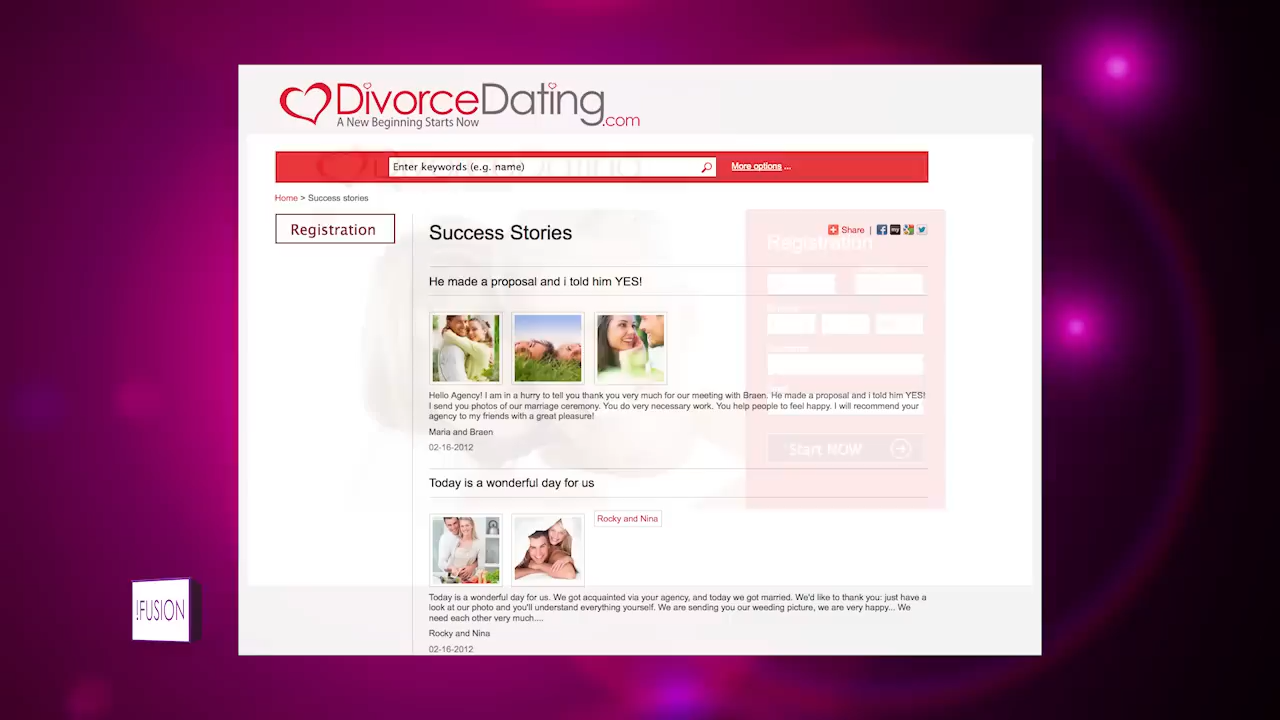 DivorceDating.com
A New Beginning Starts Now
Enter keywords (e.g. name)
More options ...
Home > Success stories
Registration
Success Stories
Share |
Registration
He made a proposal and i told him YES!
Hello Agency! I am in a hurry to tell you thank you very much for our meeting with Braen. He made a proposal and i told him YES!
I send you photos of our marriage ceremony. You do very necessary work. You help people to feel happy. I will recommend your
agency to my friends with a great pleasure!
Maria and Braen
02-16-2012
Start NOW
Today is a wonderful day for us
Rocky and Nina
Today is a wonderful day for us. We got acquainted via your agency, and today we got married. We'd like to thank you: just have a
look at our photo and you'll understand everything yourself. We are sending you our weeding picture, we are very happy... We
need each other very much....
Rocky and Nina
02-16-2012
!FUSION